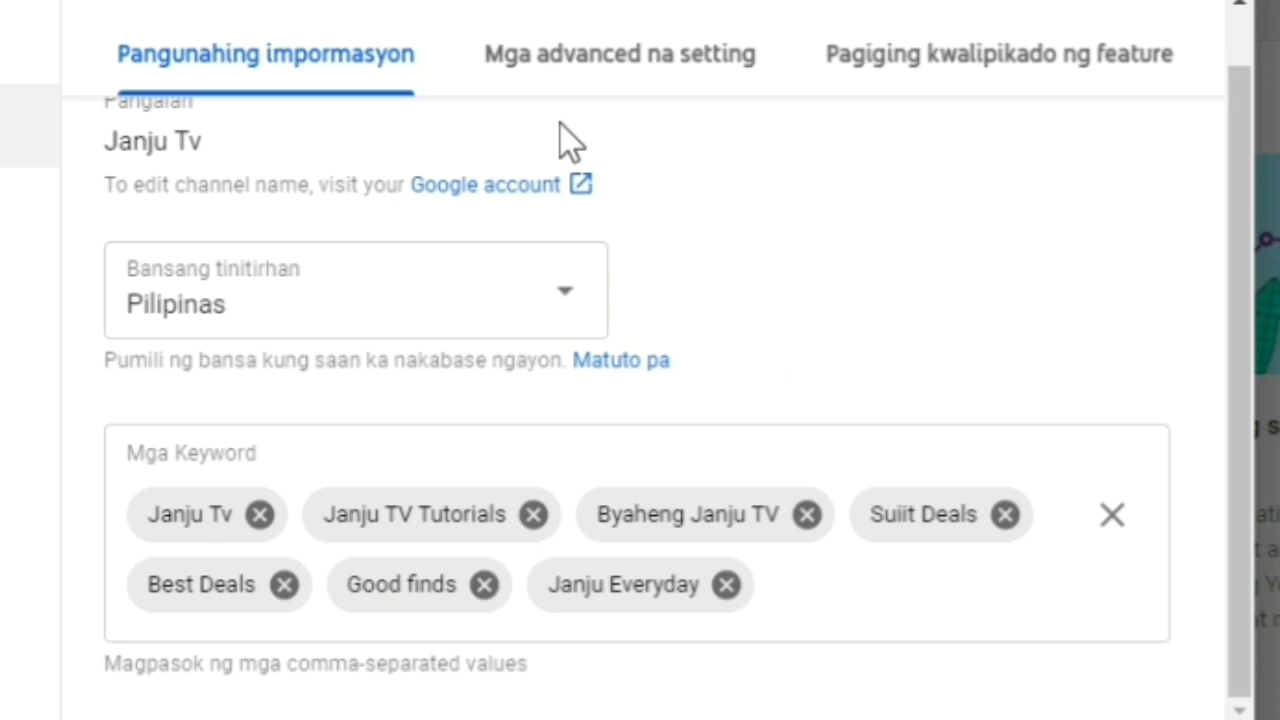 Pangunahing impormasyon Mga advanced na setting Pagiging kwalipikado ng feature
Pangalan
Janju Tv
To edit channel name, visit your Google account
Bansang tinitirhan
Pilipinas
Pumili ng bansa kung saan ka nakabase ngayon. Matuto pa
Mga Keyword
Janju Tv Janju TV Tutorials Byaheng Janju TV Suiit Deals
Best Deals Good finds Janju Everyday
Magpasok ng mga comma-separated values